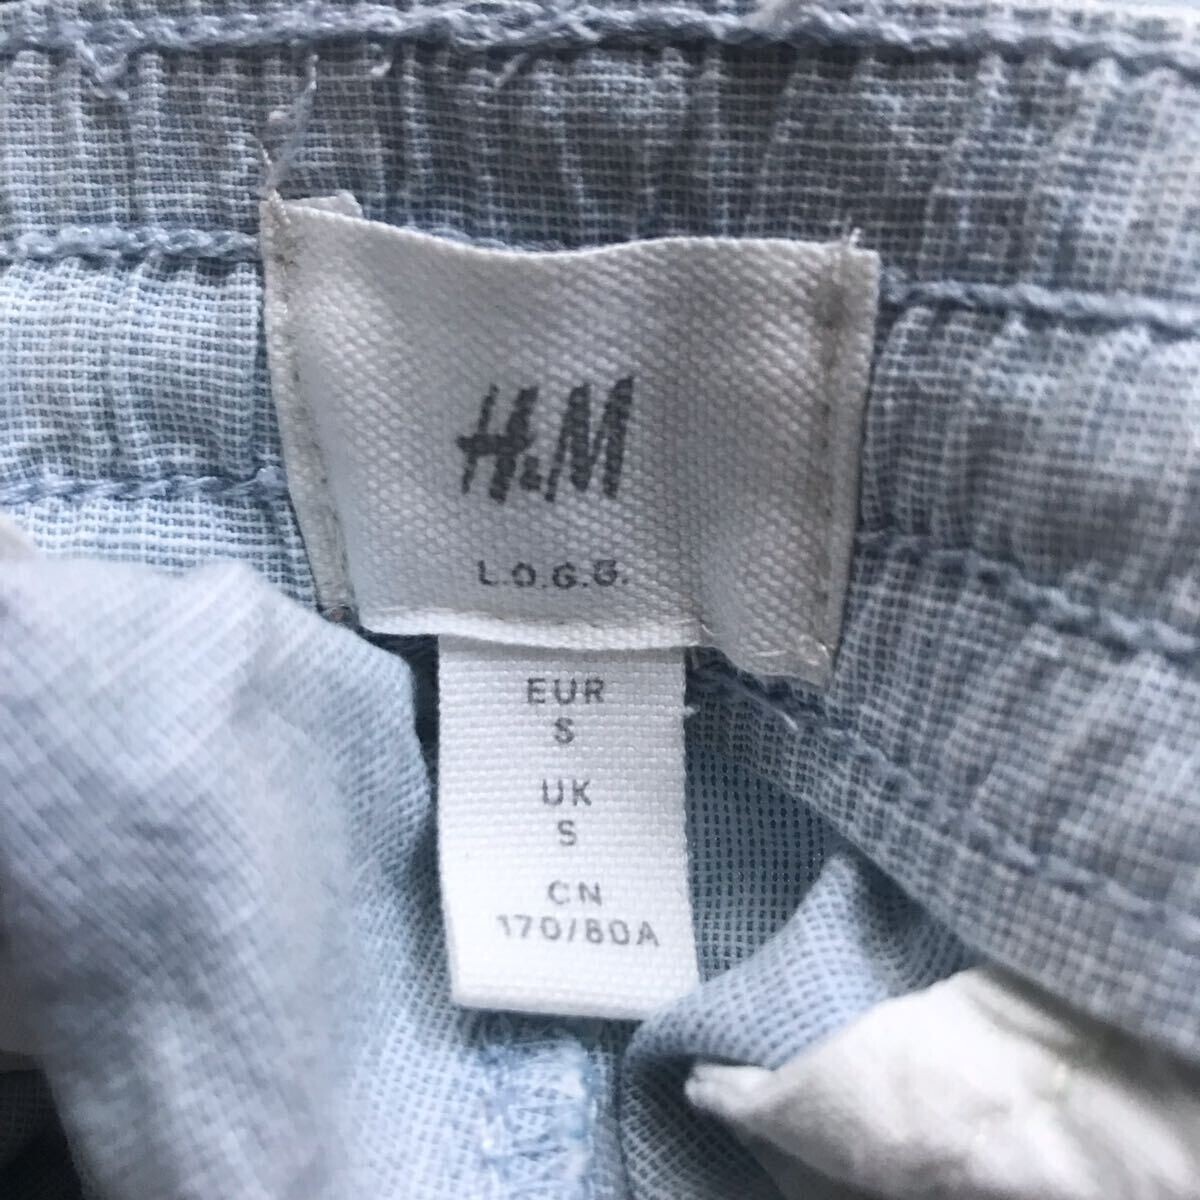 H&M
L.O.G.G.
EUR
S
UK
S
CN
170/80A